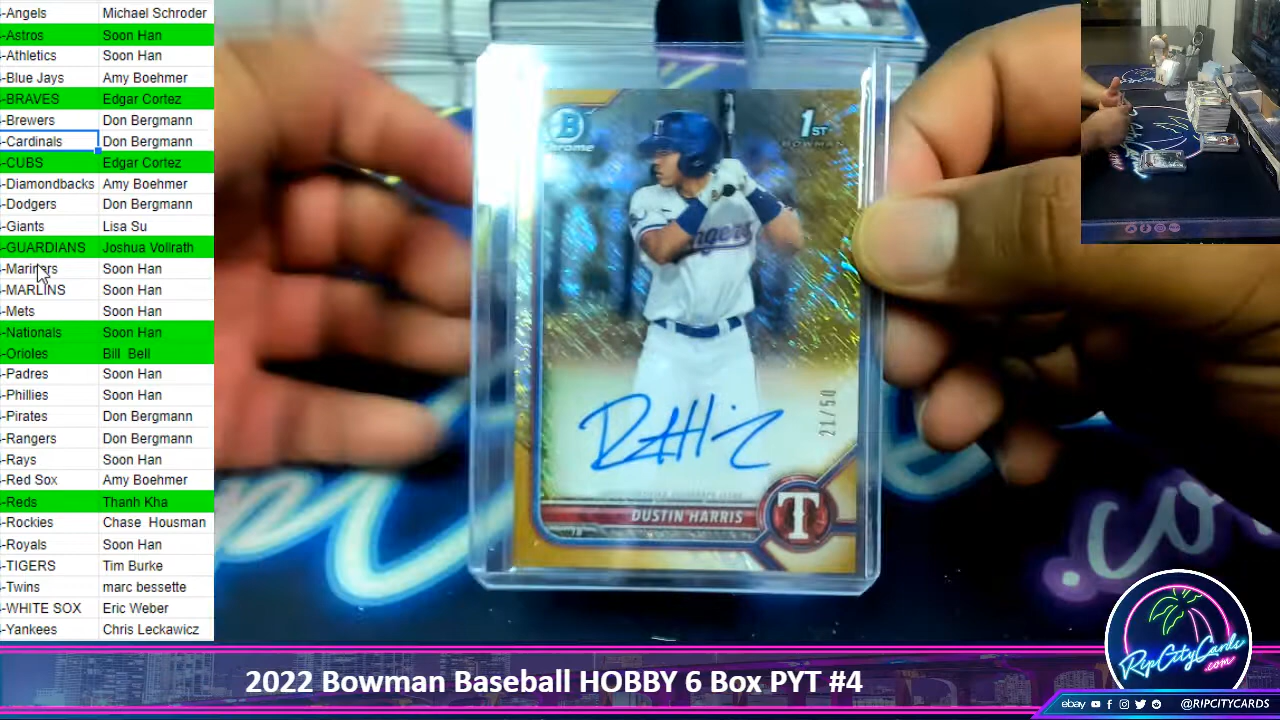 -Angels Michael Schroder
-Astros Soon Han
-Athletics Soon Han
-Blue Jays Amy Boehmer
-BRAVES Edgar Cortez
-Brewers Don Bergmann
-Cardinals Don Bergmann
-CUBS Edgar Cortez
-Diamondbacks Amy Boehmer
-Dodgers Don Bergmann
-Giants Lisa Su
-GUARDIANS Joshua Vollrath
-Mariners Soon Han
-MARLINS Soon Han
-Mets Soon Han
-Nationals Soon Han
-Orioles Bill Bell
-Padres Soon Han
-Phillies Soon Han
-Pirates Don Bergmann
-Rangers Don Bergmann
-Rays Soon Han
-Red Sox Amy Boehmer
-Reds Thanh Kha
-Rockies Chase Housman
-Royals Soon Han
-TIGERS Tim Burke
-Twins marc bessette
-WHITE SOX Eric Weber
-Yankees Chris Leckawicz
B
Chrome
1ST
BOWMAN
Rangers
21/50
DUSTIN HARRIS
T
.co
2022 Bowman Baseball HOBBY 6 Box PYT #4
RipCityCards
.com
ebay @RIPCITYCARDS